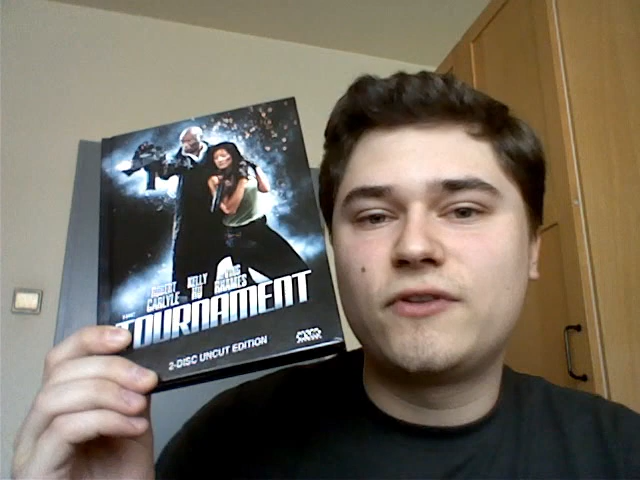 ROBERT CARLYLE KELLY HU VING RHAMES
TOURNAMENT
2-DISC UNCUT EDITION